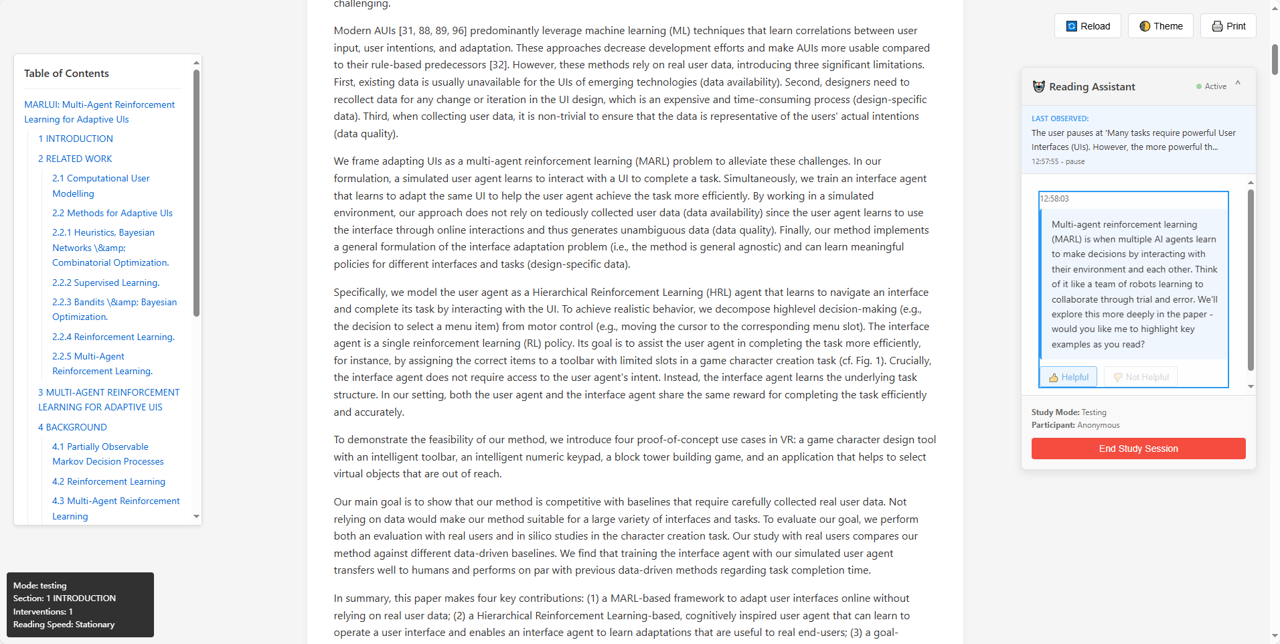 challenging.
Modern AUIs [31, 88, 89, 96] predominantly leverage machine learning (ML) techniques that learn correlations between user
input, user intentions, and adaptation. These approaches decrease development efforts and make AUIs more usable compared
to their rule-based predecessors [32]. However, these methods rely on real user data, introducing three significant limitations.
First, existing data is usually unavailable for the UIs of emerging technologies (data availability). Second, designers need to
recollect data for any change or iteration in the UI design, which is an expensive and time-consuming process (design-specific
data). Third, when collecting user data, it is non-trivial to ensure that the data is representative of the users' actual intentions
(data quality).
We frame adapting UIs as a multi-agent reinforcement learning (MARL) problem to alleviate these challenges. In our
formulation, a simulated user agent learns to interact with a UI to complete a task. Simultaneously, we train an interface agent
that learns to adapt the same UI to help the user agent achieve the task more efficiently. By working in a simulated
environment, our approach does not rely on tediously collected user data (data availability) since the user agent learns to use
the interface through online interactions and thus generates unambiguous data (data quality). Finally, our method implements
a general formulation of the interface adaptation problem (i.e., the method is general agnostic) and can learn meaningful
policies for different interfaces and tasks (design-specific data).
Specifically, we model the user agent as a Hierarchical Reinforcement Learning (HRL) agent that learns to navigate an interface
and complete its task by interacting with the UI. To achieve realistic behavior, we decompose highlevel decision-making (e.g.,
the decision to select a menu item) from motor control (e.g., moving the cursor to the corresponding menu slot). The interface
agent is a single reinforcement learning (RL) policy. Its goal is to assist the user agent in completing the task more efficiently,
for instance, by assigning the correct items to a toolbar with limited slots in a game character creation task (cf. Fig. 1). Crucially,
the interface agent does not require access to the user agent's intent. Instead, the interface agent learns the underlying task
structure. In our setting, both the user agent and the interface agent share the same reward for completing the task efficiently
and accurately.
To demonstrate the feasibility of our method, we introduce four proof-of-concept use cases in VR: a game character design tool
with an intelligent toolbar, an intelligent numeric keypad, a block tower building game, and an application that helps to select
virtual objects that are out of reach.
Our main goal is to show that our method is competitive with baselines that require carefully collected real user data. Not
relying on data would make our method suitable for a large variety of interfaces and tasks. To evaluate our goal, we perform
both an evaluation with real users and in silico studies in the character creation task. Our study with real users compares our
method against different data-driven baselines. We find that training the interface agent with our simulated user agent
transfers well to humans and performs on par with previous data-driven methods regarding task completion time.
In summary, this paper makes four key contributions: (1) a MARL-based framework to adapt user interfaces online without
relying on real user data; (2) a Hierarchical Reinforcement Learning-based, cognitively inspired user agent that can learn to
operate a user interface and enables an interface agent to learn adaptations that are useful to real end-users; (3) a goal-
Table of Contents
MARLUI: Multi-Agent Reinforcement
Learning for Adaptive UIs
1 INTRODUCTION
2 RELATED WORK
2.1 Computational User
Modelling
2.2 Methods for Adaptive UIs
2.2.1 Heuristics, Bayesian
Networks \&amp;
Combinatorial Optimization.
2.2.2 Supervised Learning.
2.2.3 Bandits \&amp; Bayesian
Optimization.
2.2.4 Reinforcement Learning.
2.2.5 Multi-Agent
Reinforcement Learning.
3 MULTI-AGENT REINFORCEMENT
LEARNING FOR ADAPTIVE UIS
4 BACKGROUND
4.1 Partially Observable
Markov Decision Processes
4.2 Reinforcement Learning
4.3 Multi-Agent Reinforcement
Learning
Mode: testing
Section: 1 INTRODUCTION
Interventions: 1
Reading Speed: Stationary
Reload
Theme
Print
Reading Assistant
Active
LAST OBSERVED:
The user pauses at 'Many tasks require powerful User
Interfaces (UIs). However, the more powerful th...
12:57:55 - pause
12:58:03
Multi-agent reinforcement learning
(MARL) is when multiple AI agents learn
to make decisions by interacting with
their environment and each other. Think
of it like a team of robots learning to
collaborate through trial and error. We'll
explore this more deeply in the paper -
would you like me to highlight key
examples as you read?
Helpful
Not Helpful
Study Mode: Testing
Participant: Anonymous
End Study Session